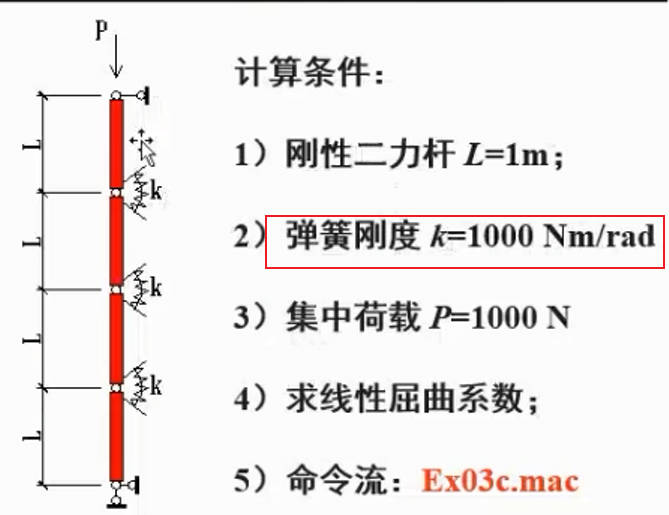 P
计算条件：
L
1）刚性二力杆 L=1m；
k
L
2）弹簧刚度 k=1000 Nm/rad
k
L
3）集中荷载 P=1000 N
k
4）求线性屈曲系数；
L
5）命令流：Ex03c.mac